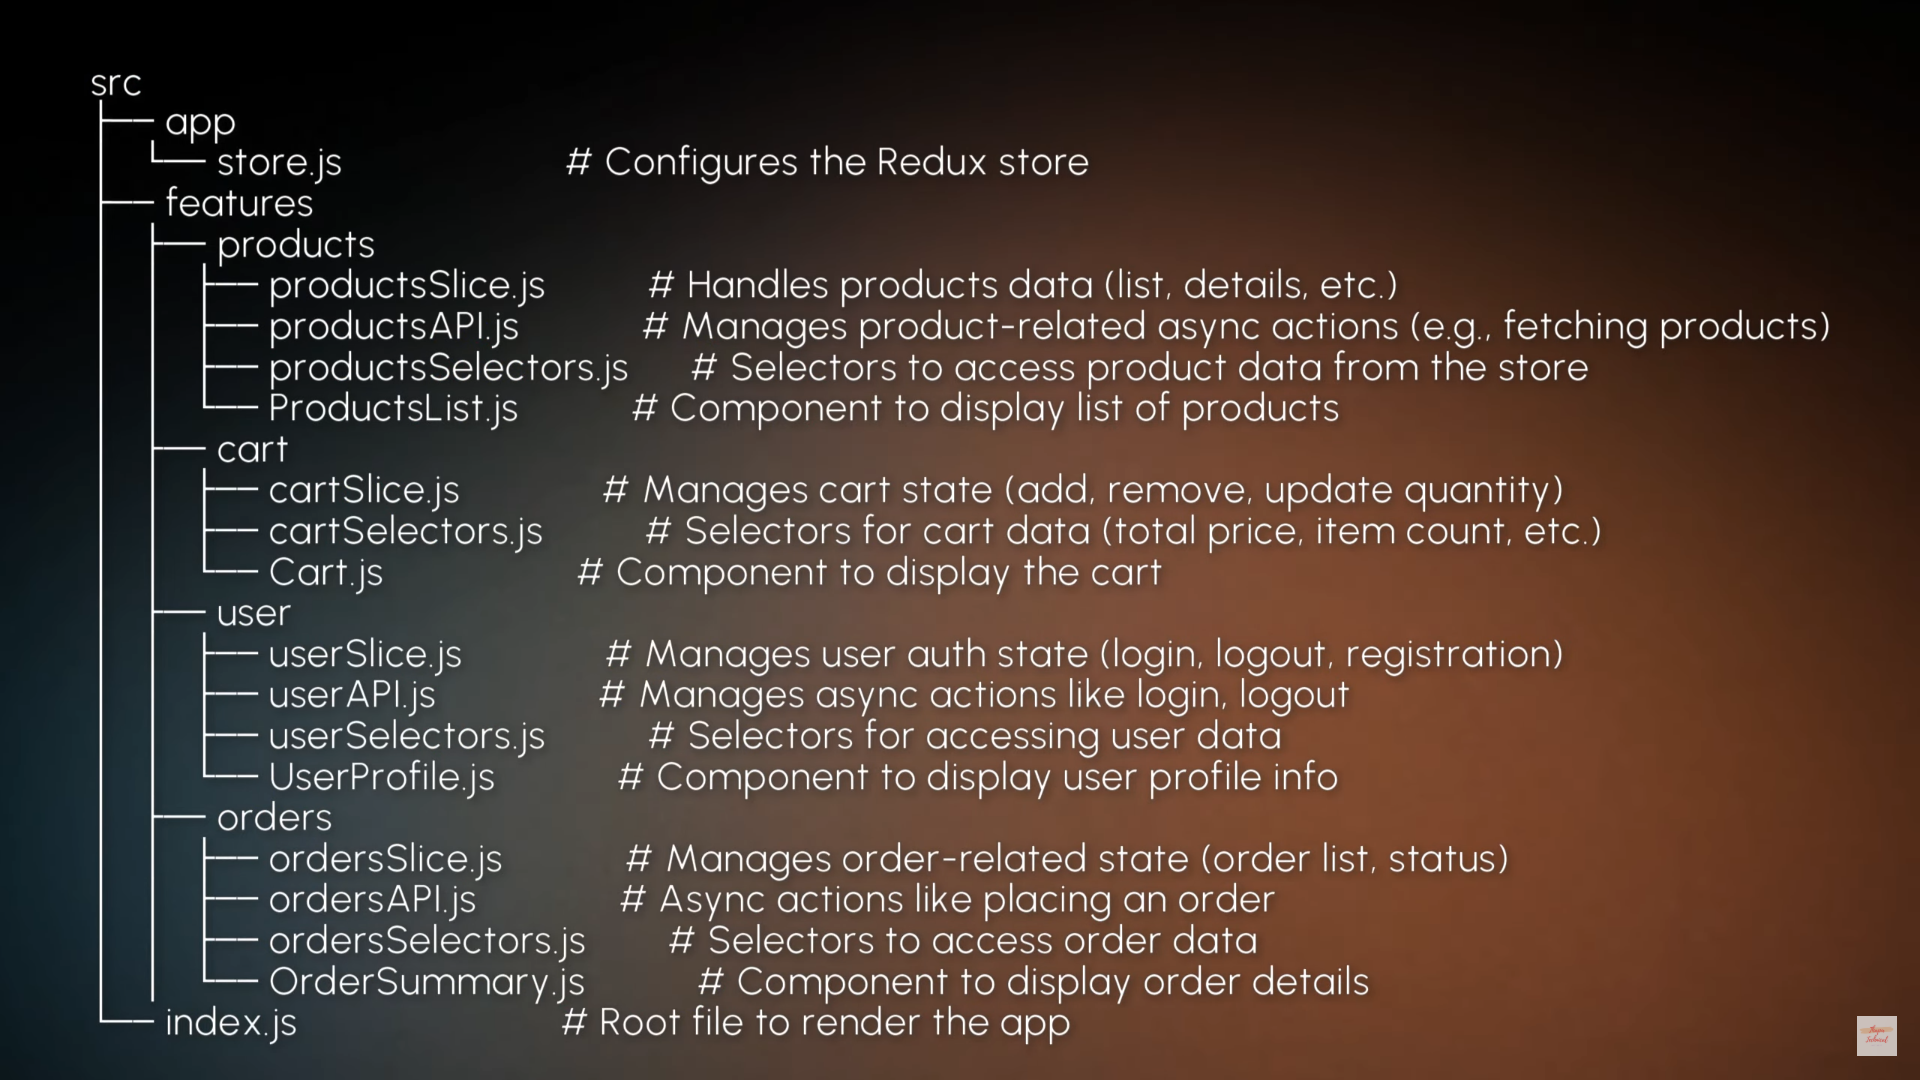 src
├── app
│   └── store.js # Configures the Redux store
├── features
│   ├── products
│   │   ├── productsSlice.js # Handles products data (list, details, etc.)
│   │   ├── productsAPI.js # Manages product-related async actions (e.g., fetching products)
│   │   ├── productsSelectors.js # Selectors to access product data from the store
│   │   └── ProductsList.js # Component to display list of products
│   ├── cart
│   │   ├── cartSlice.js # Manages cart state (add, remove, update quantity)
│   │   ├── cartSelectors.js # Selectors for cart data (total price, item count, etc.)
│   │   └── Cart.js # Component to display the cart
│   ├── user
│   │   ├── userSlice.js # Manages user auth state (login, logout, registration)
│   │   ├── userAPI.js # Manages async actions like login, logout
│   │   ├── userSelectors.js # Selectors for accessing user data
│   │   └── UserProfile.js # Component to display user profile info
│   ├── orders
│   │   ├── ordersSlice.js # Manages order-related state (order list, status)
│   │   ├── ordersAPI.js # Async actions like placing an order
│   │   ├── ordersSelectors.js # Selectors to access order data
│   │   └── OrderSummary.js # Component to display order details
└── index.js # Root file to render the app